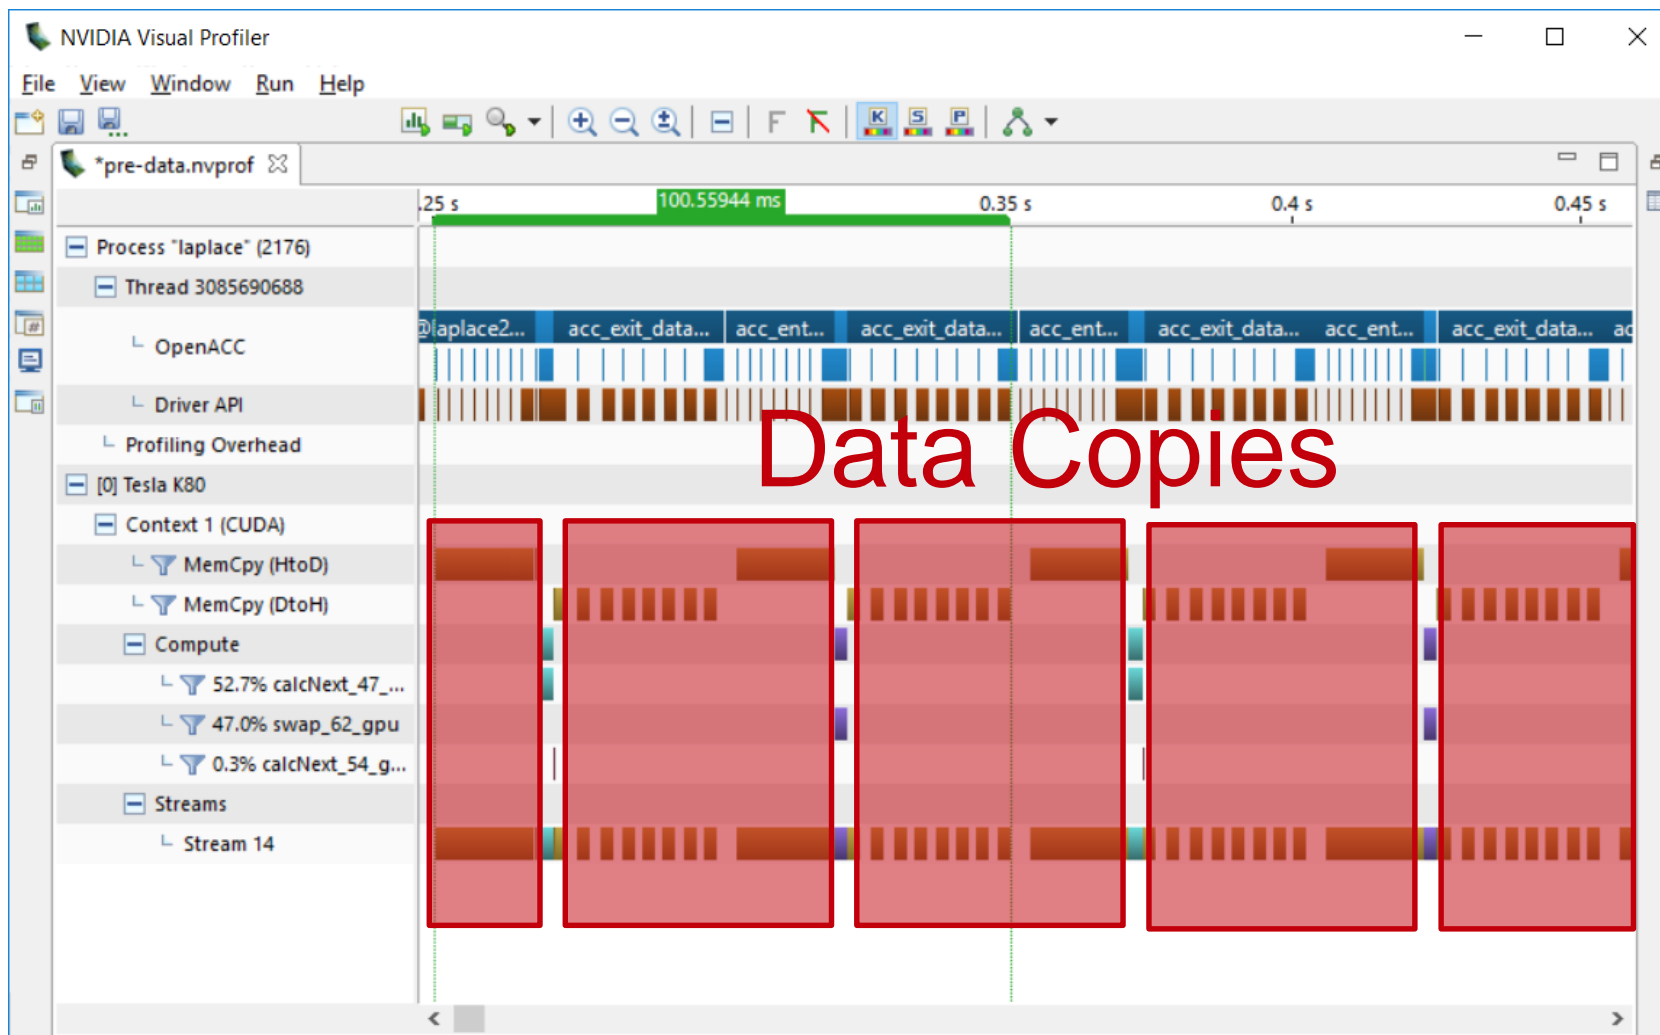 NVIDIA Visual Profiler
File View Window Run Help
*pre-data.nvprof
.25 s 100.55944 ms 0.35 s 0.4 s 0.45 s
Process "laplace" (2176)
Thread 3085690688
@laplace2... acc_exit_data... acc_ent... acc_exit_data... acc_ent... acc_exit_data... acc_ent... acc_exit_data... ac
OpenACC
Driver API
Data Copies
Profiling Overhead
[0] Tesla K80
Context 1 (CUDA)
MemCpy (HtoD)
MemCpy (DtoH)
Compute
52.7% calcNext_47_...
47.0% swap_62_gpu
0.3% calcNext_54_g...
Streams
Stream 14